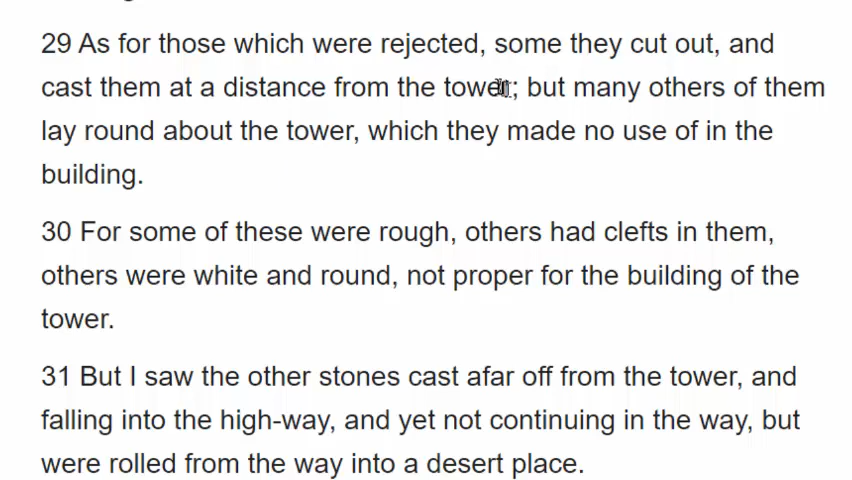 29 As for those which were rejected, some they cut out, and
cast them at a distance from the tower; but many others of them
lay round about the tower, which they made no use of in the
building.
30 For some of these were rough, others had clefts in them,
others were white and round, not proper for the building of the
tower.
31 But I saw the other stones cast afar off from the tower, and
falling into the high-way, and yet not continuing in the way, but
were rolled from the way into a desert place.